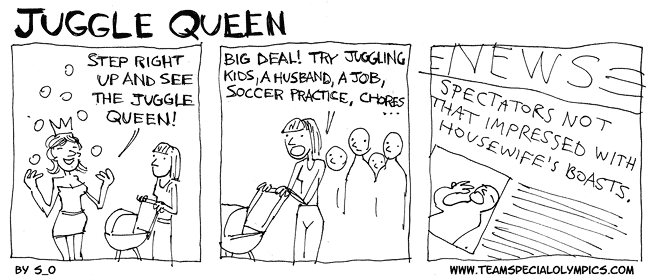 JUGGLE QUEEN
STEP RIGHT
UP AND SEE
THE JUGGLE
QUEEN!
BIG DEAL! TRY JUGGLING
KIDS, A HUSBAND, A JOB,
SOCCER PRACTICE, CHORES
...
NEWS
SPECTATORS NOT
THAT IMPRESSED WITH
HOUSEWIFE'S BOASTS.
BY S_O
WWW.TEAMSPECIALOLYMPICS.COM